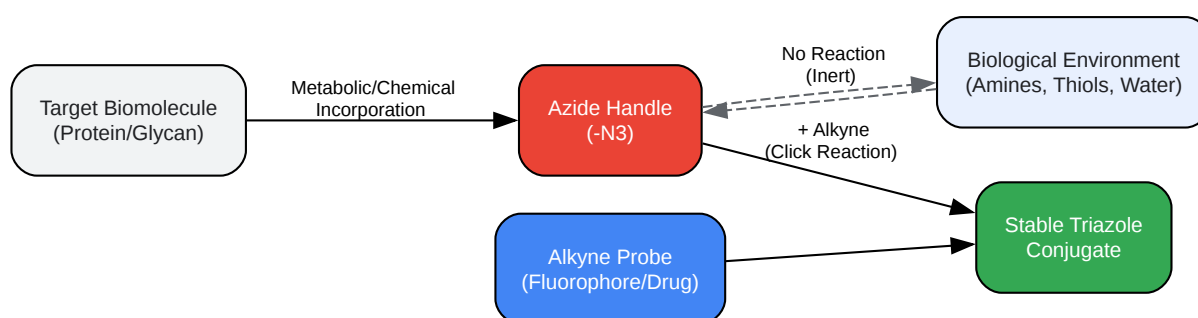 Target Biomolecule
(Protein/Glycan)
Metabolic/Chemical
Incorporation
Azide Handle
(-N3)
No Reaction
(Inert)
Biological Environment
(Amines, Thiols, Water)
+ Alkyne
(Click Reaction)
Alkyne Probe
(Fluorophore/Drug)
Stable Triazole
Conjugate